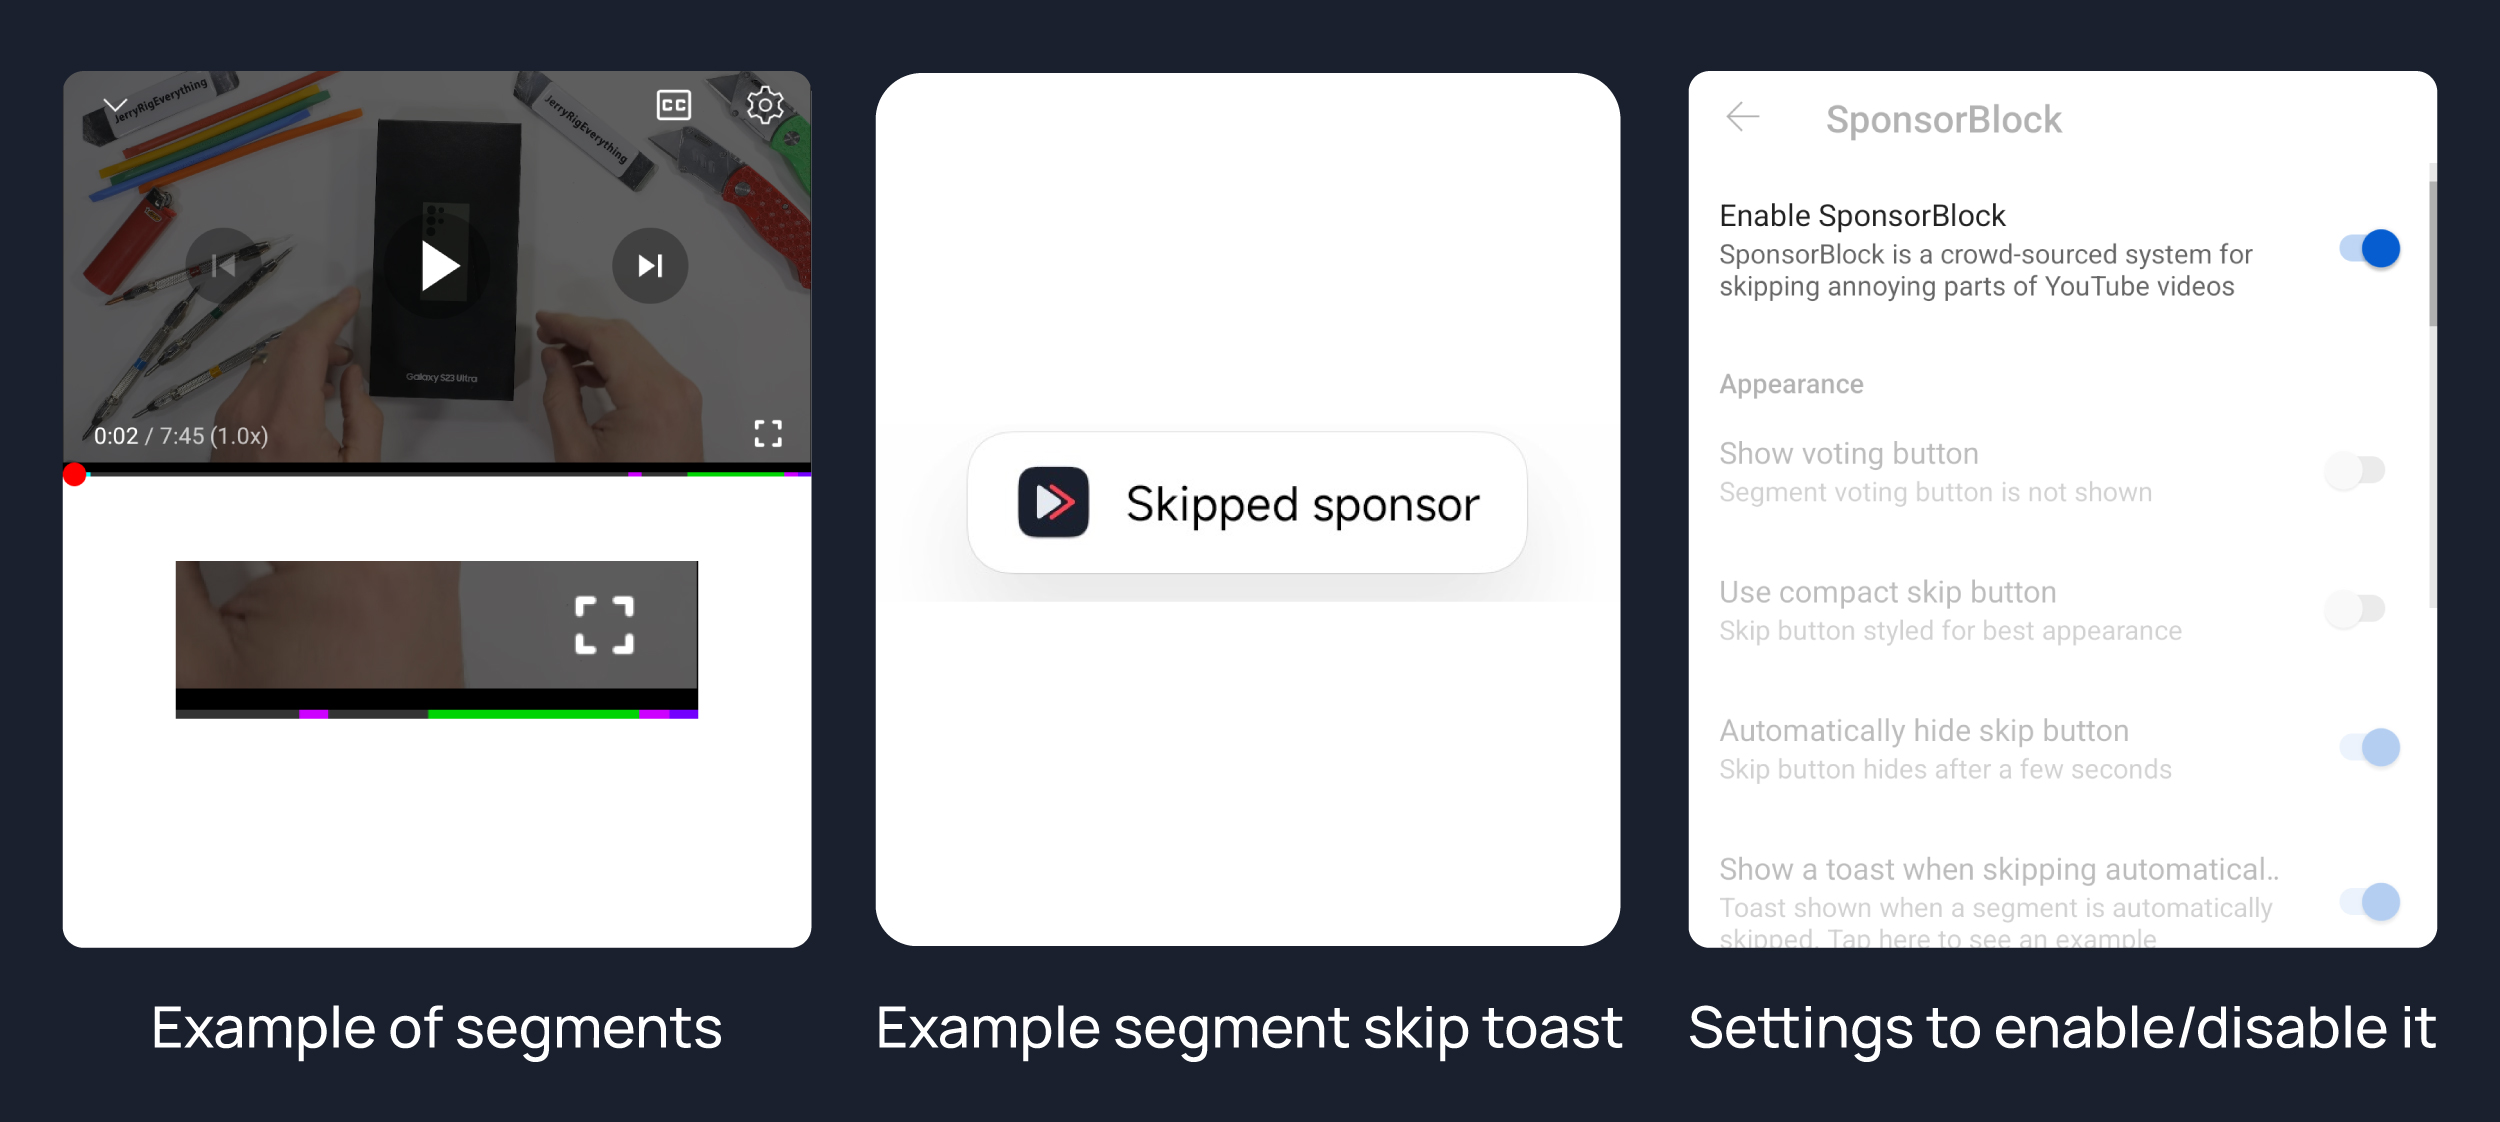 JerryRigEverything
JerryRigEverything
CC
Galaxy S23 Ultra
0:02 / 7:45 (1.0x)
Example of segments
Skipped sponsor
Example segment skip toast
SponsorBlock
Enable SponsorBlock
SponsorBlock is a crowd-sourced system for
skipping annoying parts of YouTube videos
Appearance
Show voting button
Segment voting button is not shown
Use compact skip button
Skip button styled for best appearance
Automatically hide skip button
Skip button hides after a few seconds
Show a toast when skipping automatical..
Toast shown when a segment is automatically
skipped. Tap here to see an example
Settings to enable/disable it